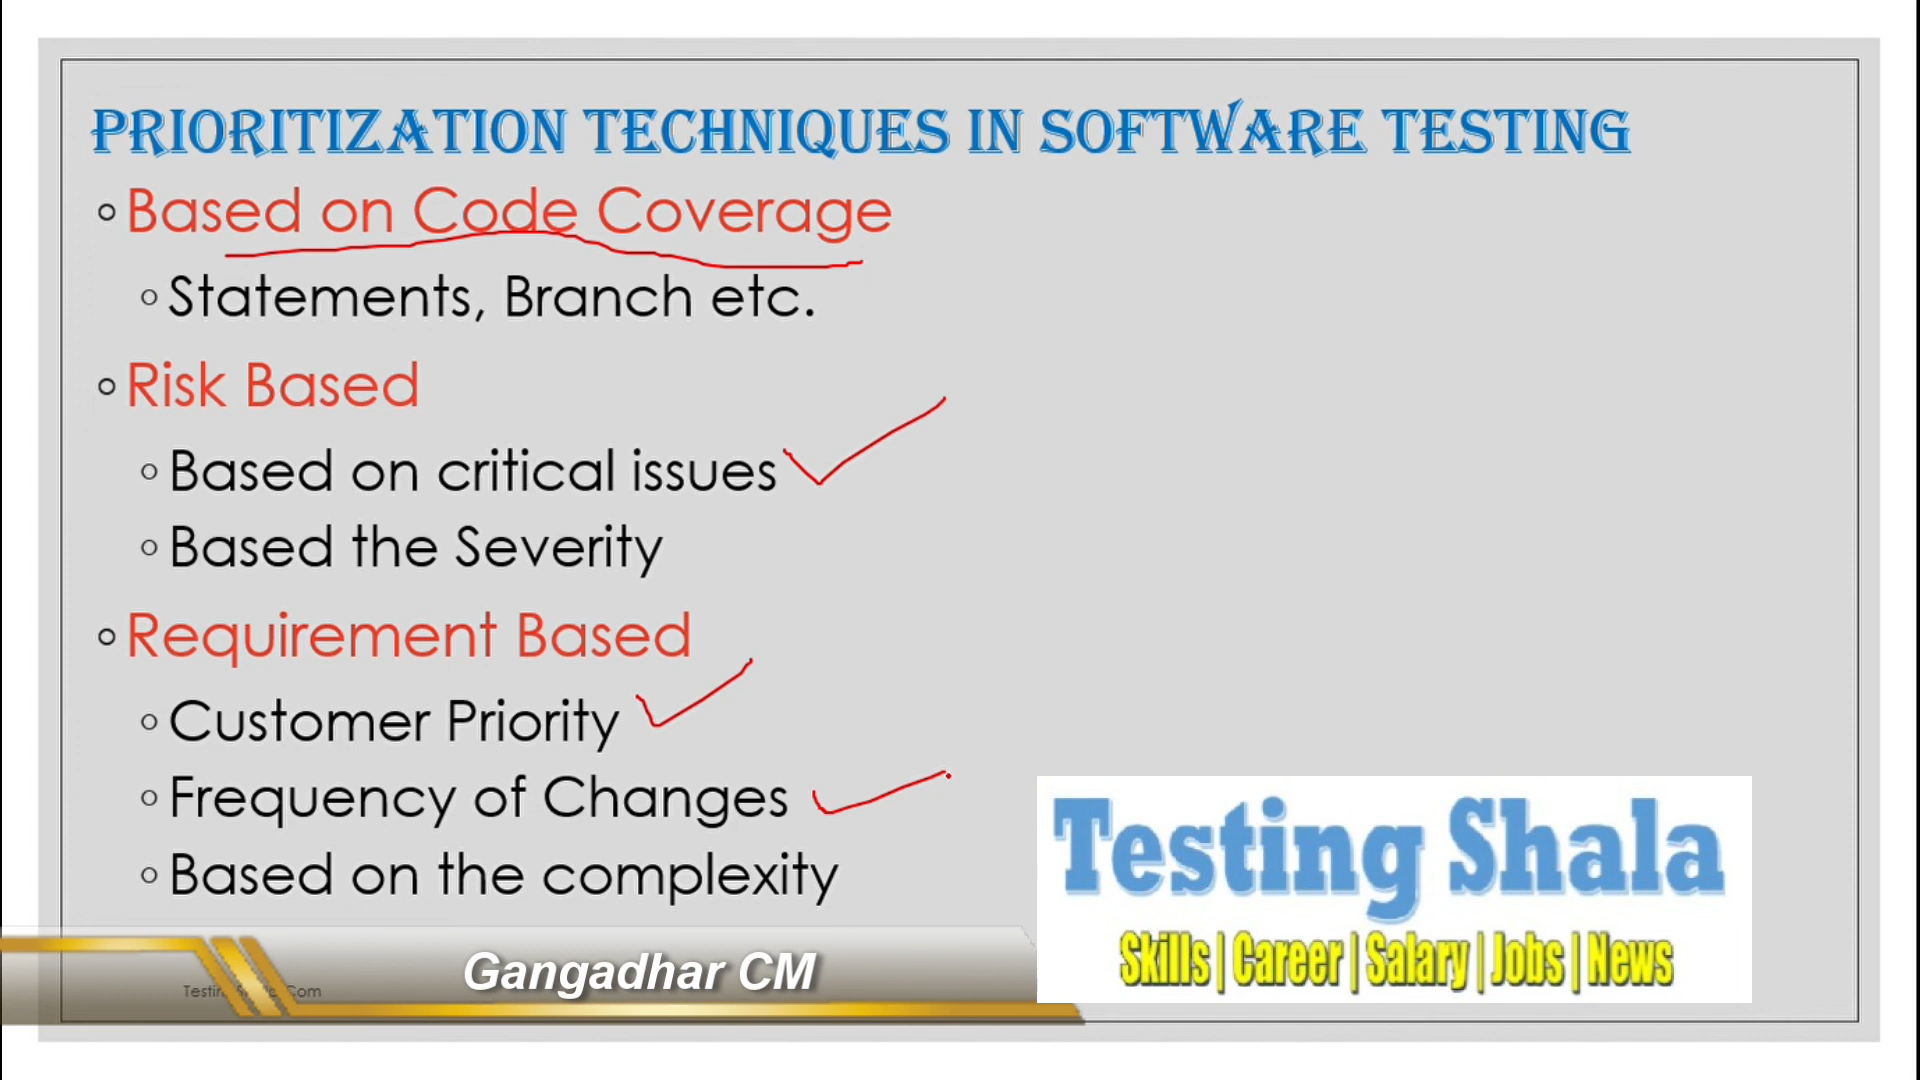 PRIORITIZATION TECHNIQUES IN SOFTWARE TESTING
Based on Code Coverage
Statements, Branch etc.
Risk Based
Based on critical issues
Based the Severity
Requirement Based
Customer Priority
Frequency of Changes
Based on the complexity
Testing Shala
Skills | Career | Salary | Jobs | News
Gangadhar CM